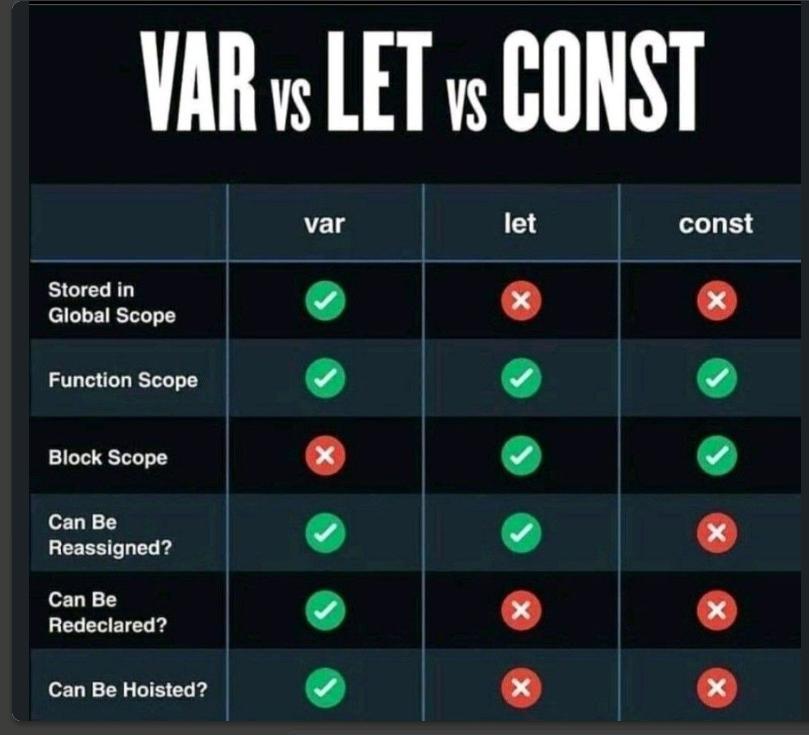 VAR VS LET VS CONST
var let const
Stored in
Global Scope
Function Scope
Block Scope
Can Be
Reassigned?
Can Be
Redeclared?
Can Be Hoisted?